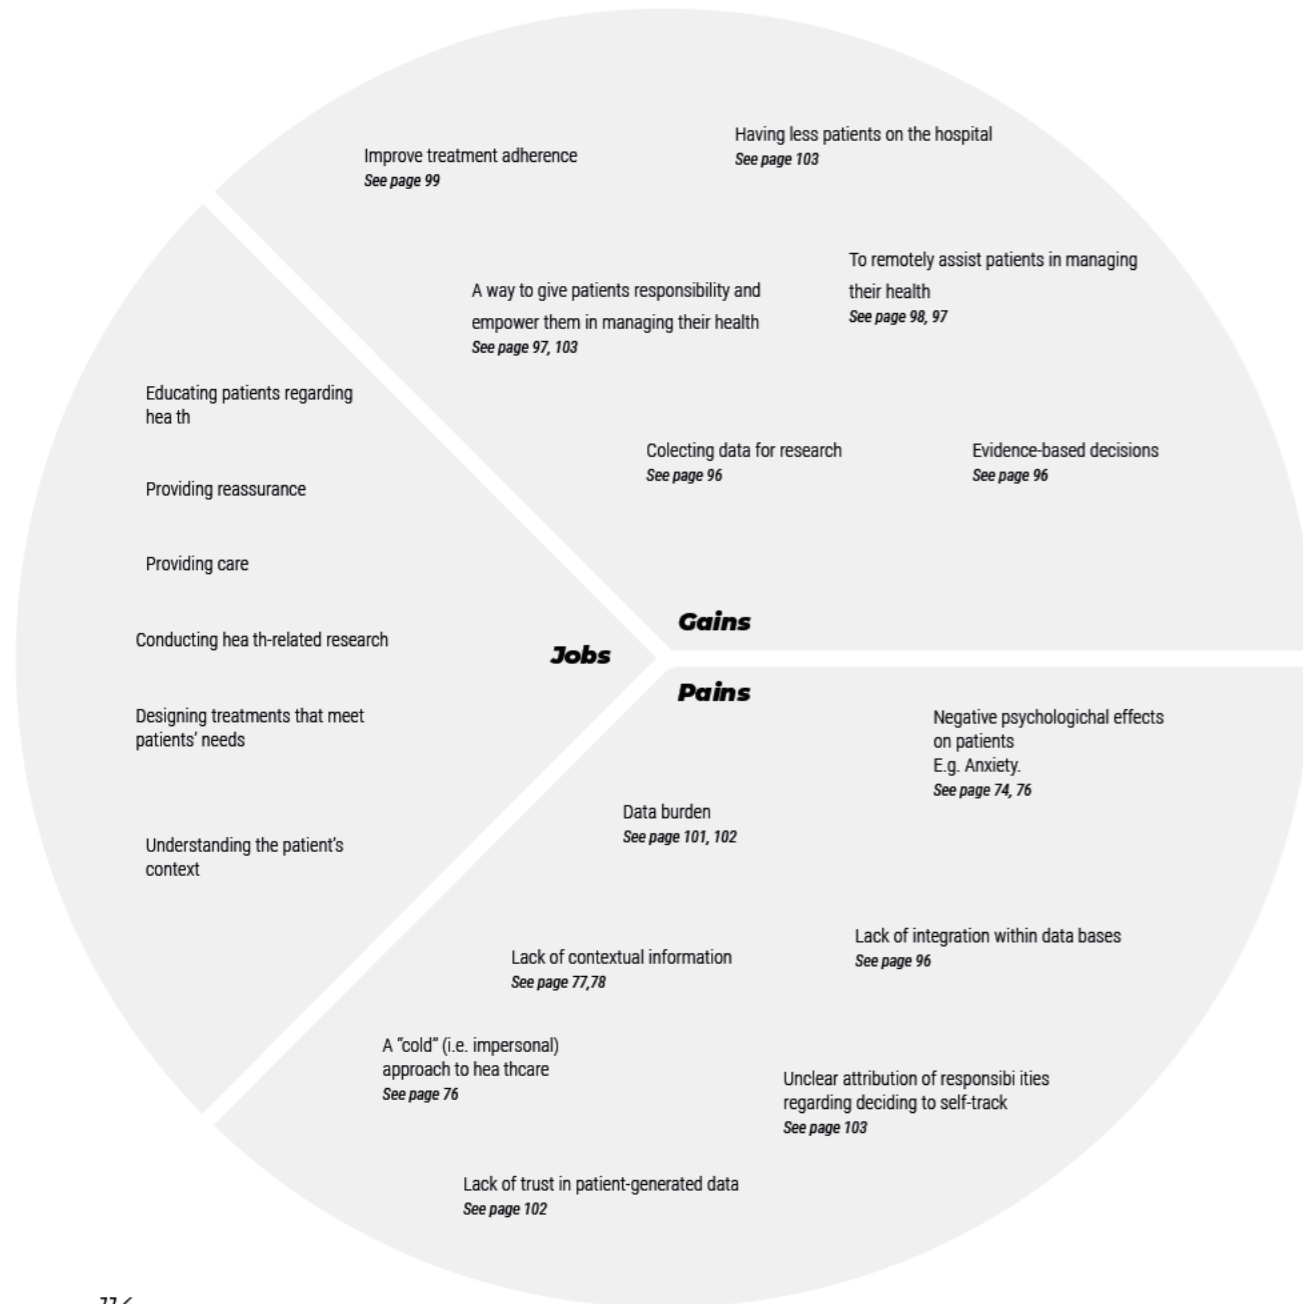 Improve treatment adherence
See page 99
Having less patients on the hospital
See page 103
To remotely assist patients in managing
their health
See page 98, 97
A way to give patients responsibility and
empower them in managing their health
See page 97, 103
Colecting data for research
See page 96
Evidence-based decisions
See page 96
Gains
Educating patients regarding
hea th
Providing reassurance
Providing care
Conducting hea th-related research
Designing treatments that meet
patients' needs
Understanding the patient's
context
Jobs
Pains
Negative psychologichal effects
on patients
E.g. Anxiety.
See page 74, 76
Data burden
See page 101, 102
Lack of integration within data bases
See page 96
Lack of contextual information
See page 77,78
A “cold” (i.e. impersonal)
approach to hea thcare
See page 76
Unclear attribution of responsibi ities
regarding deciding to self-track
See page 103
Lack of trust in patient-generated data
See page 102